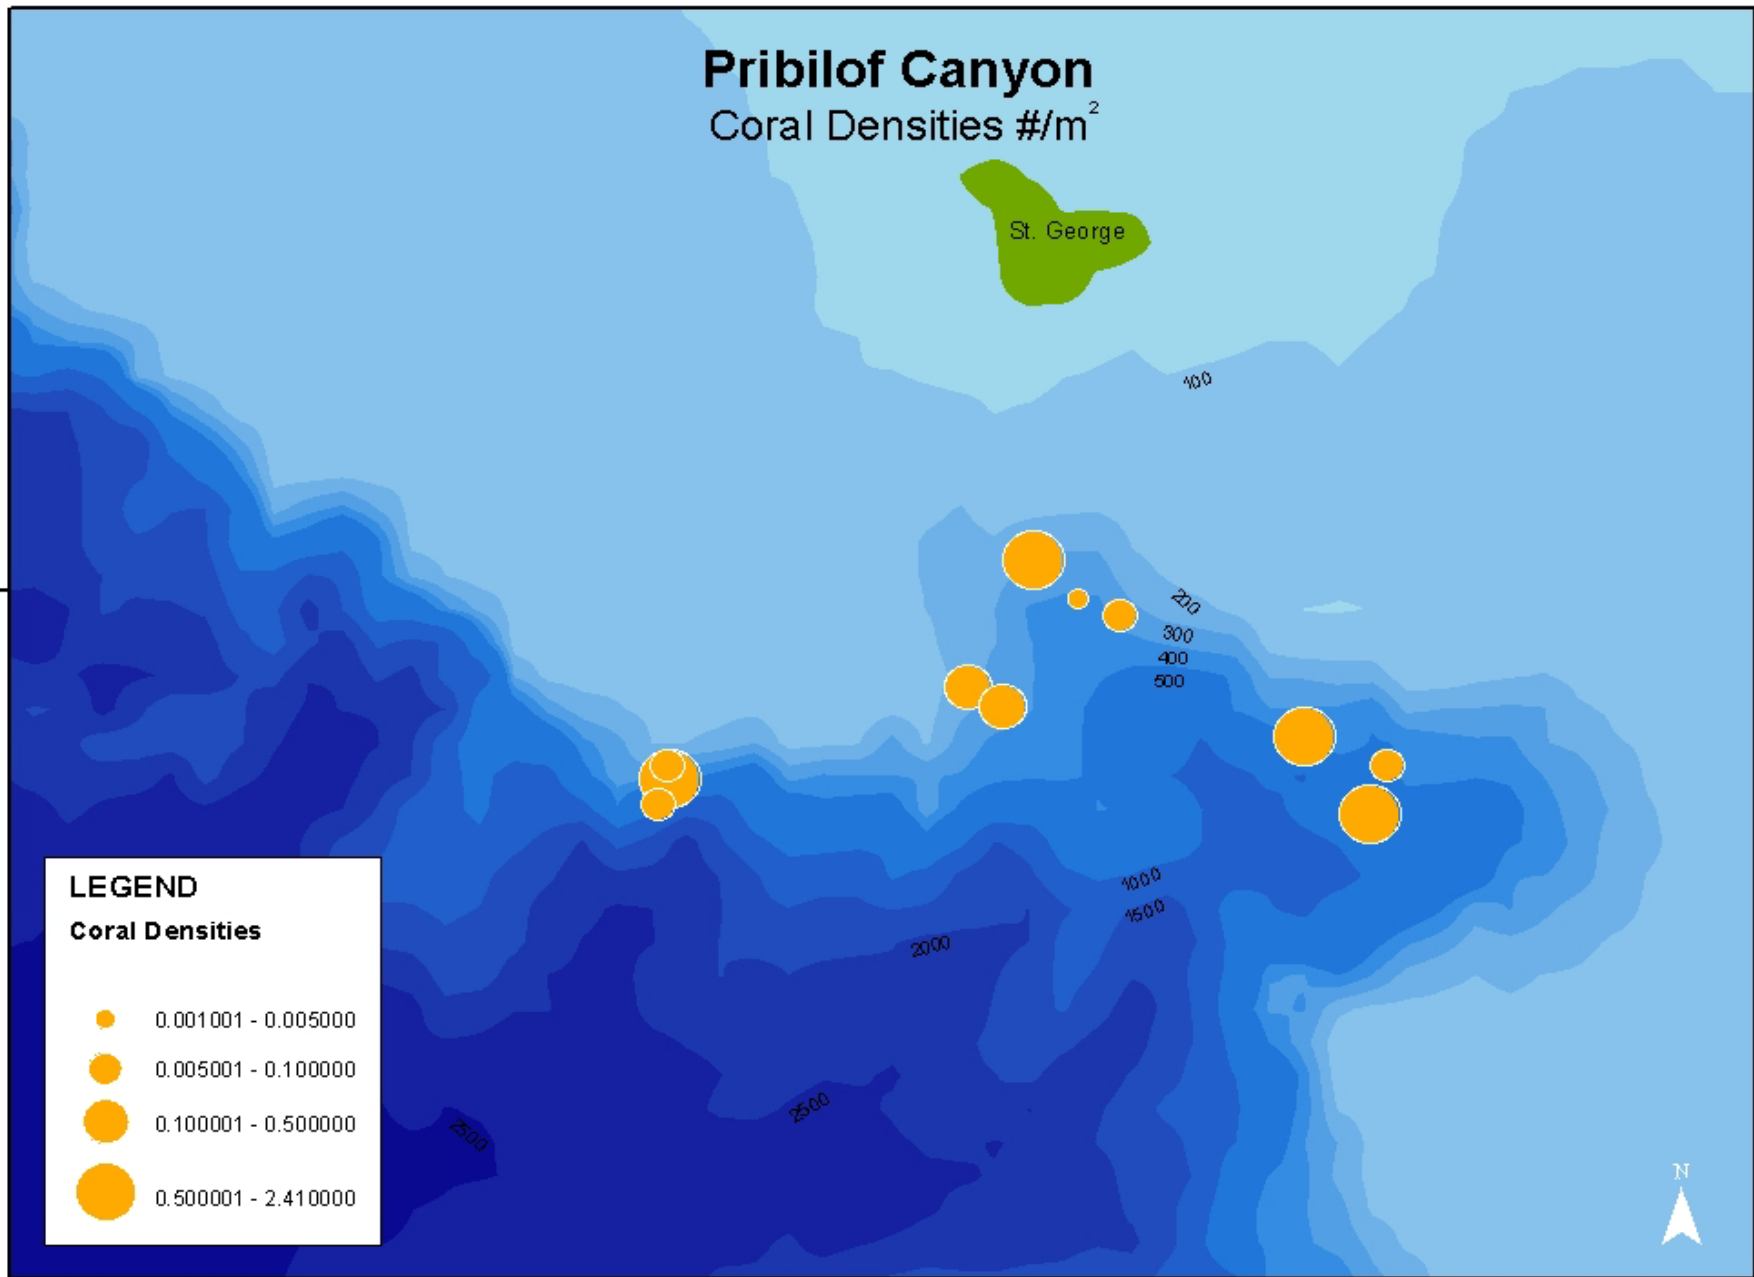 Pribilof Canyon
Coral Densities #/m²
St. George
100
200
300
400
500
1000
1500
2000
2500
2500
LEGEND
Coral Densities
0.001001 - 0.005000
0.005001 - 0.100000
0.100001 - 0.500000
0.500001 - 2.410000
N